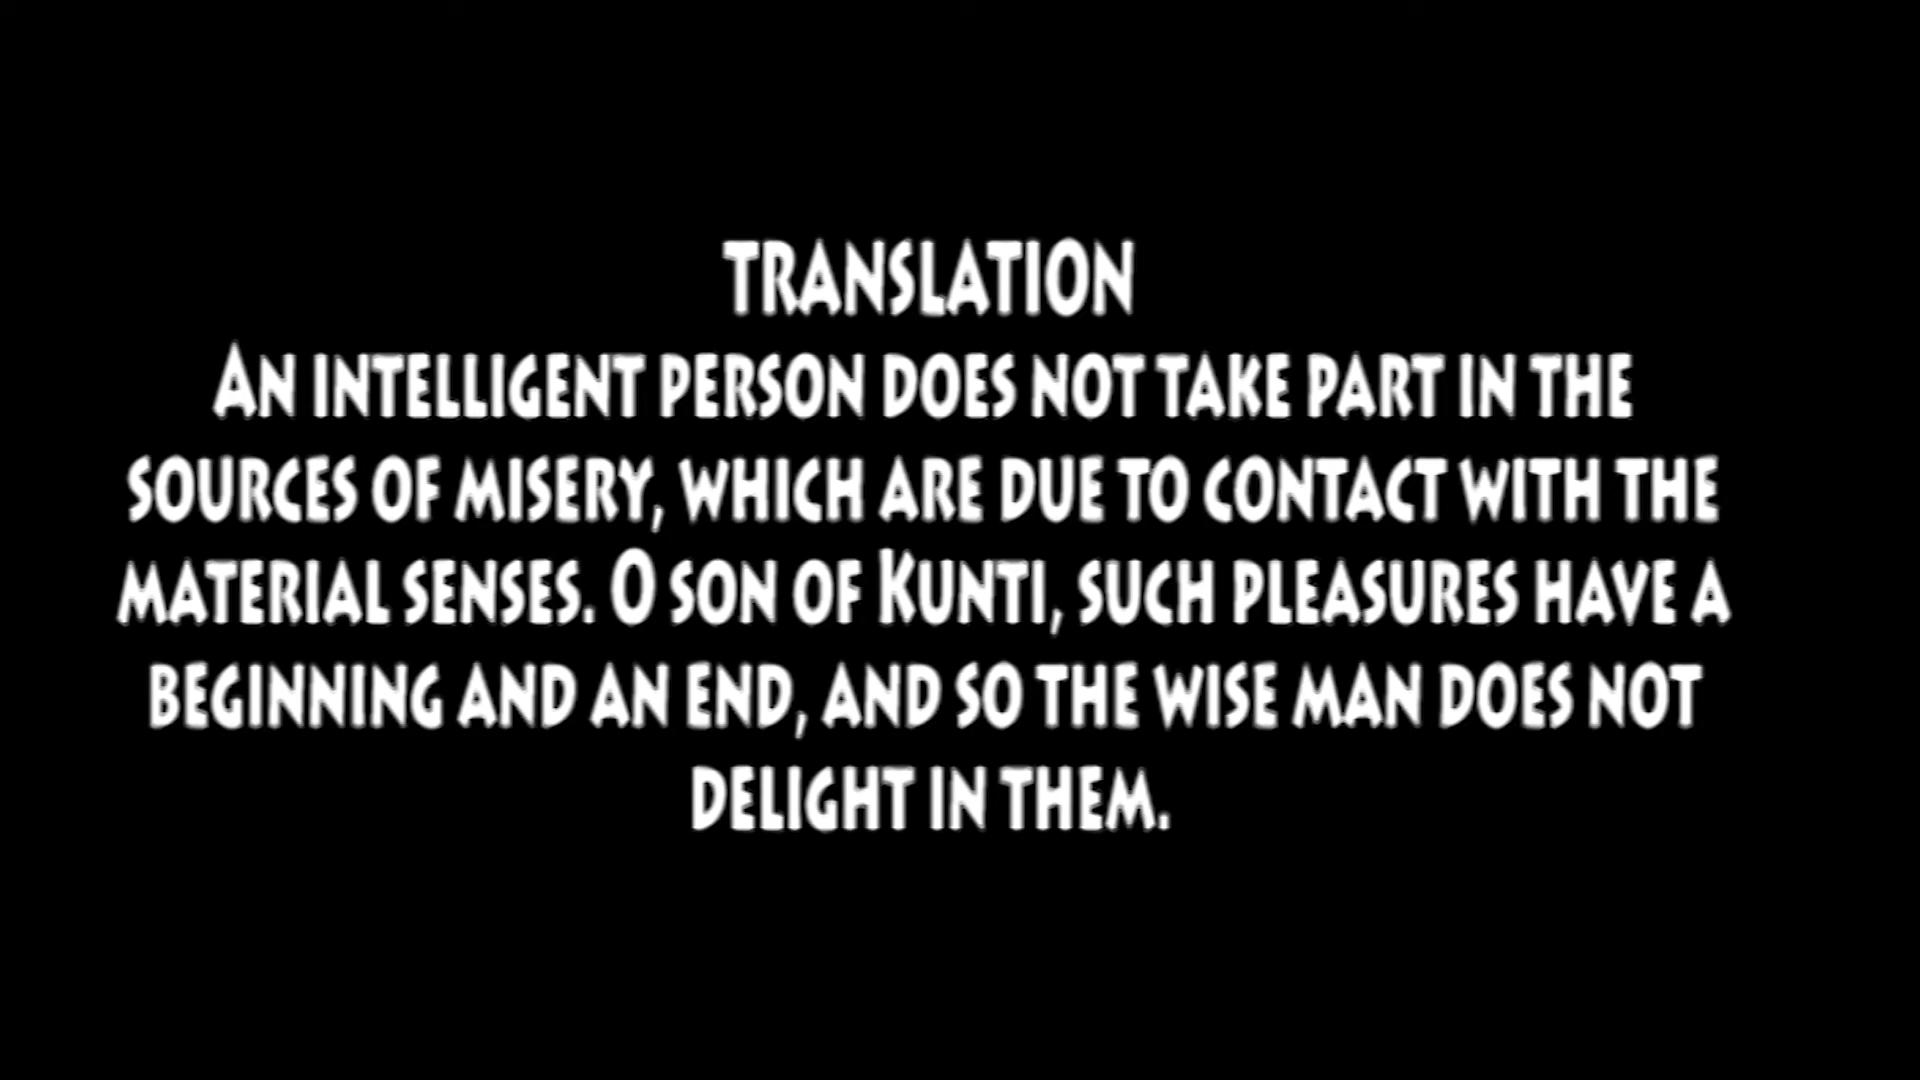 TRANSLATION
An intelligent person does not take part in the
sources of misery, which are due to contact with the
material senses. O son of Kunti, such pleasures have a
beginning and an end, and so the wise man does not
delight in them.